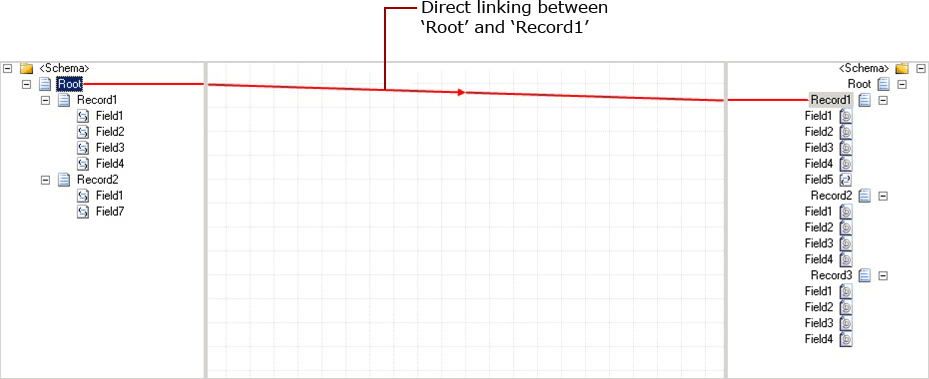 Direct linking between
‘Root’ and ‘Record1’
<Schema>
Root
Record1
Field1
Field2
Field3
Field4
Record2
Field1
Field7
<Schema>
Root
Record1
Field1
Field2
Field3
Field4
Field5
Record2
Field1
Field2
Field3
Field4
Record3
Field1
Field2
Field3
Field4